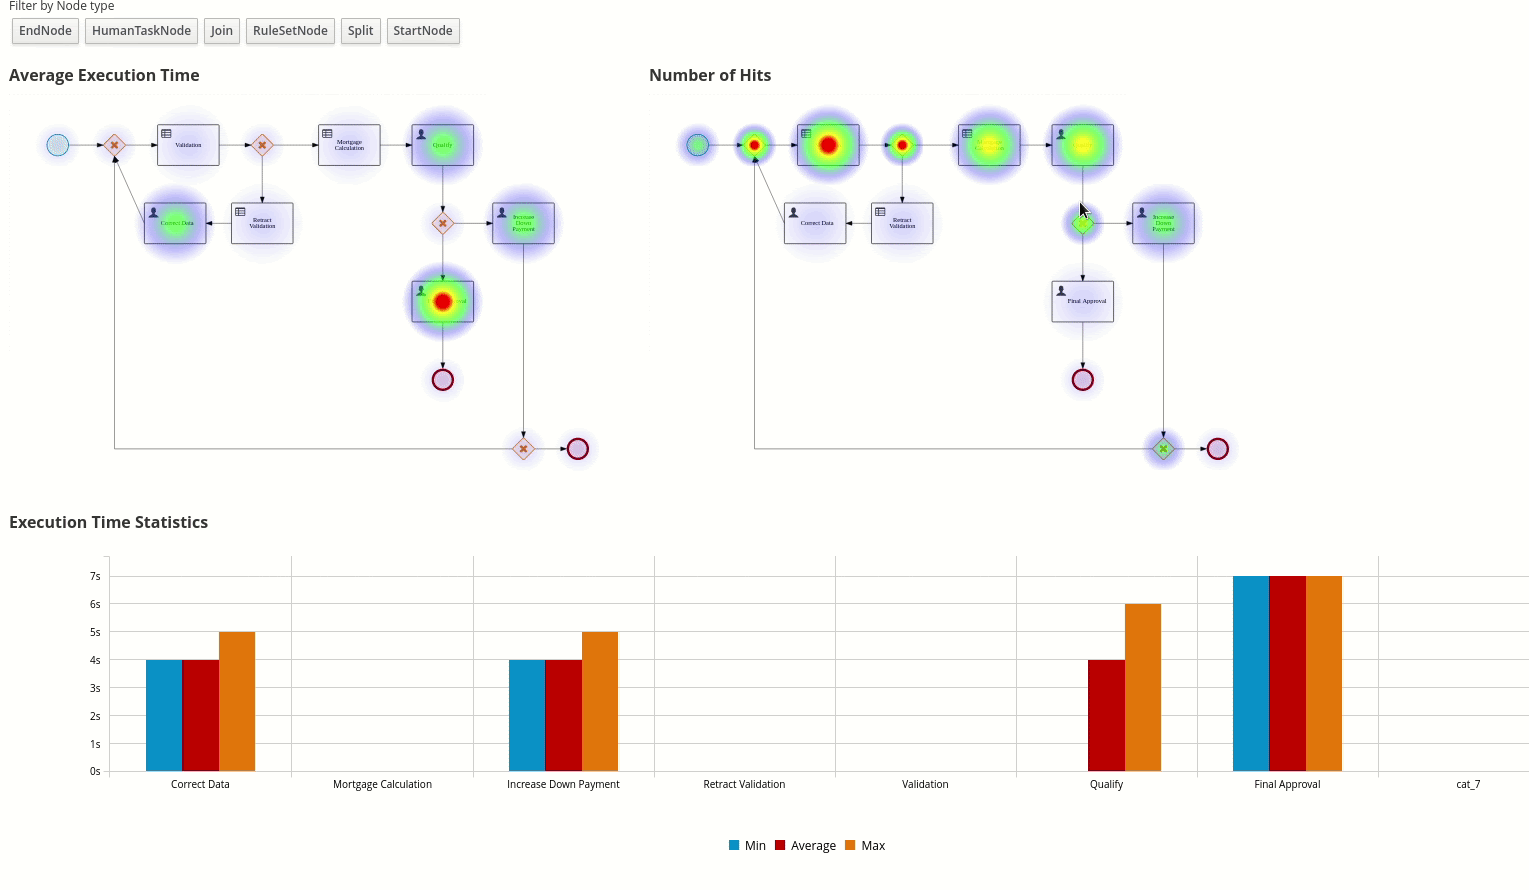 Filter by Node type
EndNode HumanTaskNode Join RuleSetNode Split StartNode
Average Execution Time
Number of Hits
Validation
Mortgage
Calculation
Qualify
Correct Data
Retract
Validation
Increase
Down
Payment
Correct Data
Retract
Validation
Increase
Down
Payment
Final Approval
Execution Time Statistics
7s
6s
5s
4s
3s
2s
1s
0s
Correct Data Mortgage Calculation Increase Down Payment Retract Validation Validation Qualify Final Approval cat_7
Min Average Max